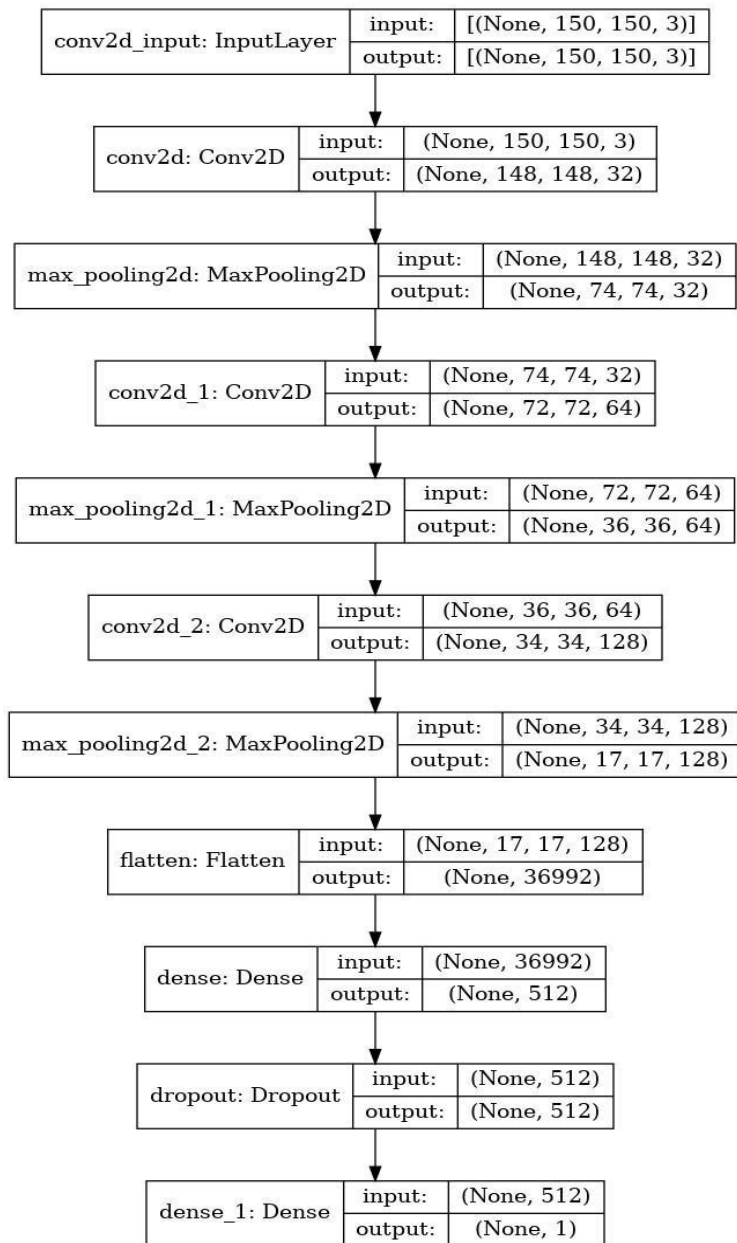 conv2d_input: InputLayer input: [(None, 150, 150, 3)]
output: [(None, 150, 150, 3)]
conv2d: Conv2D input: (None, 150, 150, 3)
output: (None, 148, 148, 32)
max_pooling2d: MaxPooling2D input: (None, 148, 148, 32)
output: (None, 74, 74, 32)
conv2d_1: Conv2D input: (None, 74, 74, 32)
output: (None, 72, 72, 64)
max_pooling2d_1: MaxPooling2D input: (None, 72, 72, 64)
output: (None, 36, 36, 64)
conv2d_2: Conv2D input: (None, 36, 36, 64)
output: (None, 34, 34, 128)
max_pooling2d_2: MaxPooling2D input: (None, 34, 34, 128)
output: (None, 17, 17, 128)
flatten: Flatten input: (None, 17, 17, 128)
output: (None, 36992)
dense: Dense input: (None, 36992)
output: (None, 512)
dropout: Dropout input: (None, 512)
output: (None, 512)
dense_1: Dense input: (None, 512)
output: (None, 1)